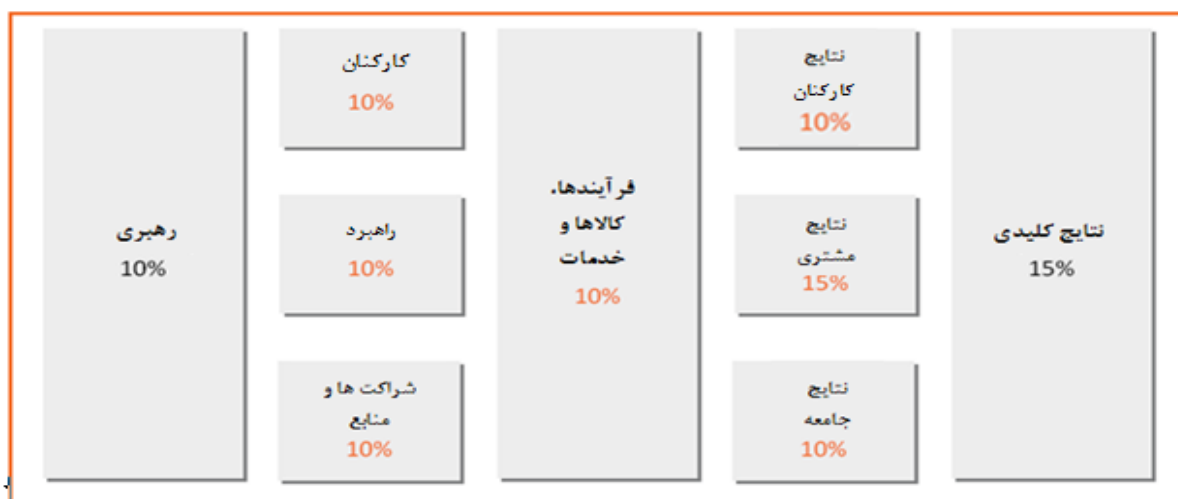 رهبری
10%
کارکنان
10%
راهبرد
10%
شراکت ها و
منابع
10%
فرآیندها،
کالاها و
خدمات
10%
نتایج
کارکنان
10%
نتایج
مشتری
15%
نتایج
جامعه
10%
نتایج کلیدی
15%